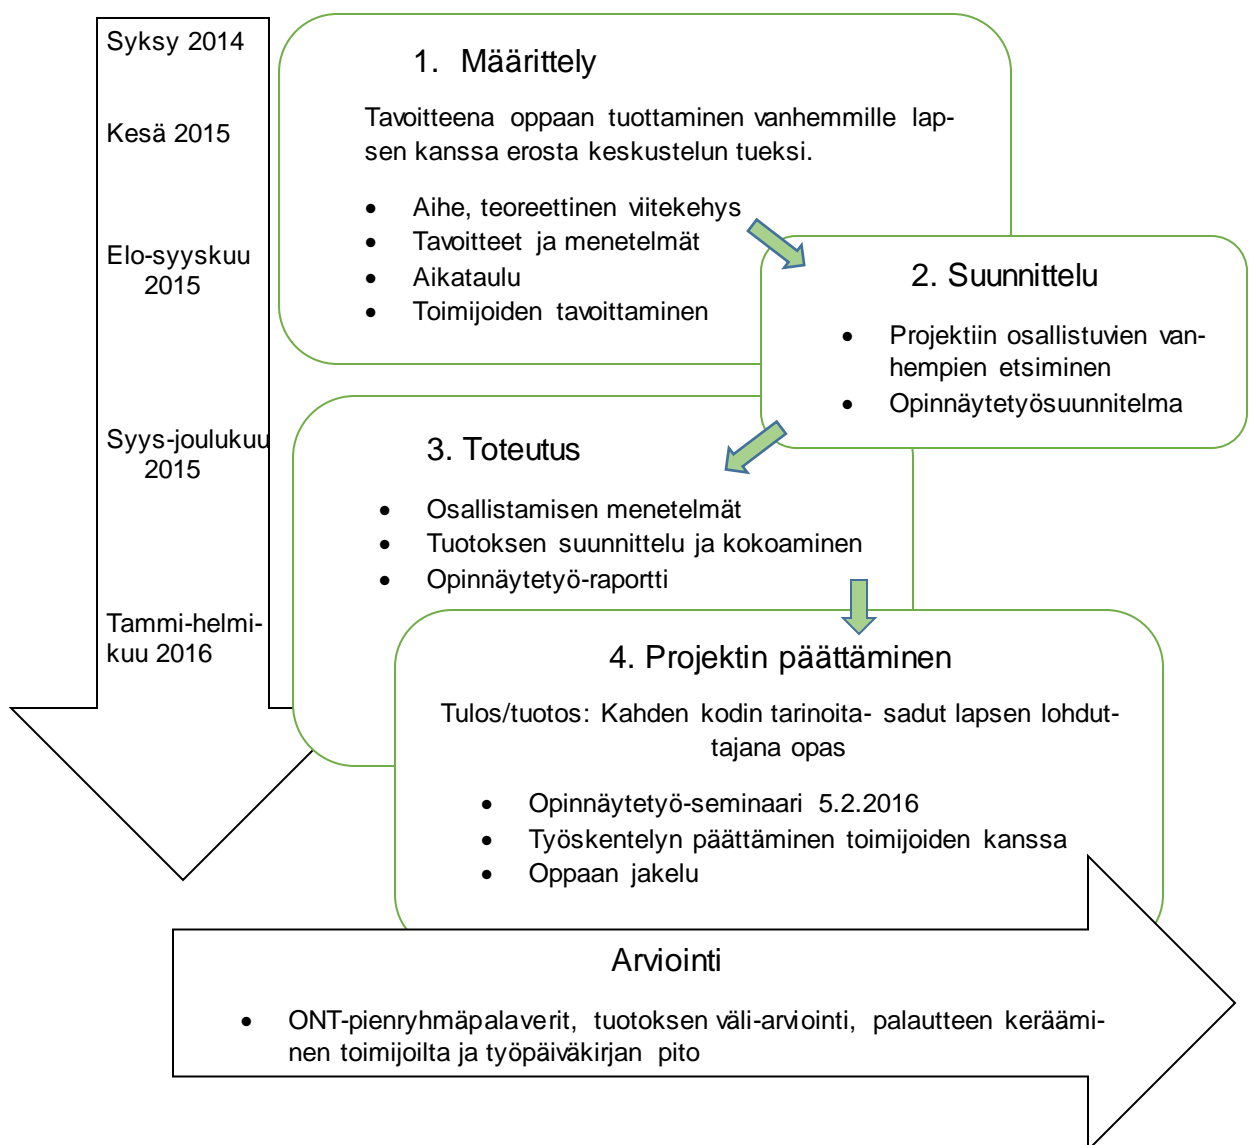 Syksy 2014
Kesä 2015
Elo-syyskuu
2015
Syys-joulukuu
2015
Tammi-helmi-
kuu 2016
1. Määrittely
Tavoitteena oppaan tuottaminen vanhemmille lap-
sen kanssa erosta keskustelun tueksi.
• Aihe, teoreettinen viitekehys
• Tavoitteet ja menetelmät
• Aikataulu
• Toimijoiden tavoittaminen
2. Suunnittelu
• Projektiin osallistuvien van-
hempien etsiminen
• Opinnäytetyösuunnitelma
3. Toteutus
• Osallistamisen menetelmät
• Tuotoksen suunnittelu ja kokoaminen
• Opinnäytetyö-raportti
4. Projektin päättäminen
Tulos/tuotos: Kahden kodin tarinoita- sadut lapsen lohdut-
tajana opas
• Opinnäytetyö-seminaari 5.2.2016
• Työskentelyn päättäminen toimijoiden kanssa
• Oppaan jakelu
Arviointi
• ONT-pienryhmäpalaverit, tuotoksen väli-arviointi, palautteen keräämi-
nen toimijoilta ja työpäiväkirjan pito